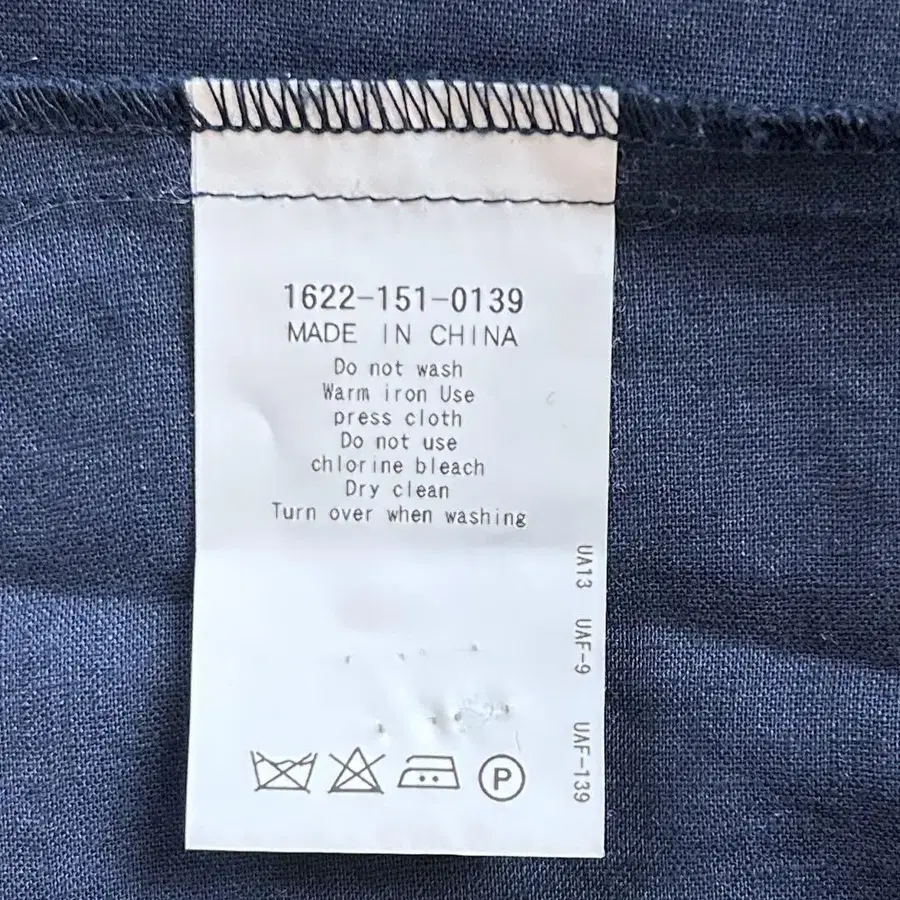 1622-151-0139
MADE IN CHINA
Do not wash
Warm iron Use
press cloth
Do not use
chlorine bleach
Dry clean
Turn over when washing
UA13 UAF-9 UAF-139
P